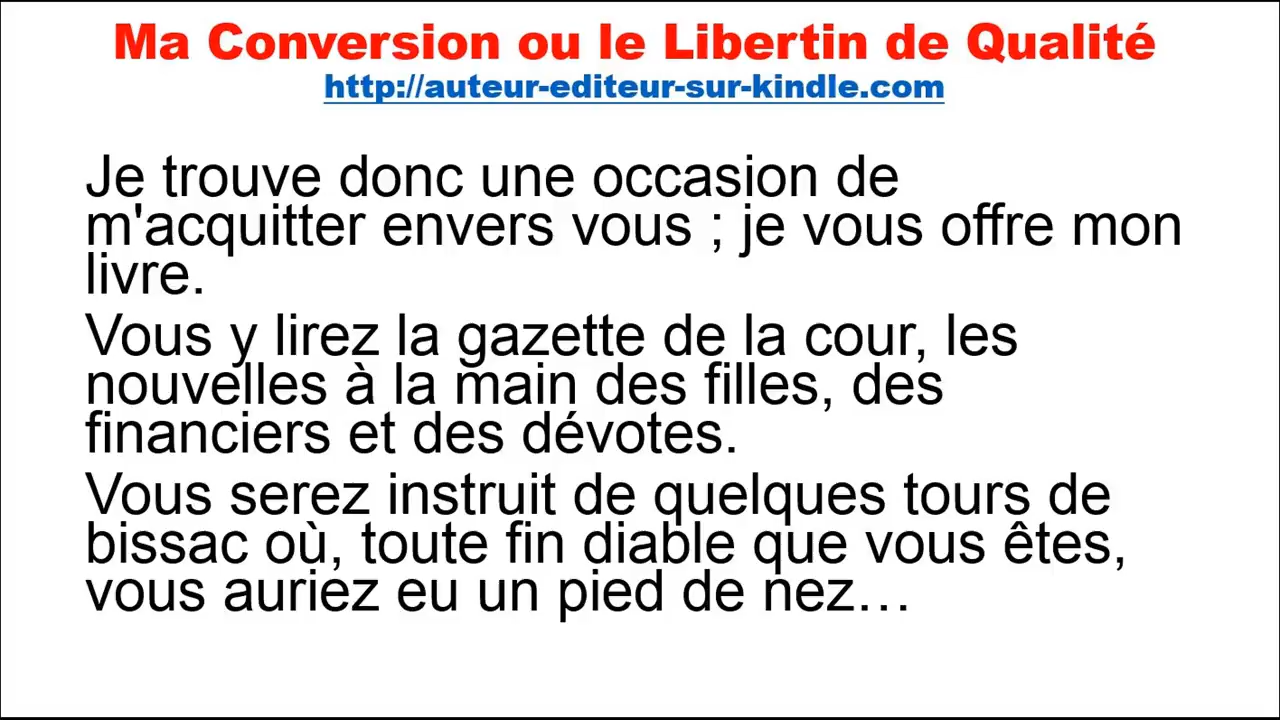 Ma Conversion ou le Libertin de Qualité
http://auteur-editeur-sur-kindle.com
Je trouve donc une occasion de
m'acquitter envers vous ; je vous offre mon
livre.
Vous y lirez la gazette de la cour, les
nouvelles à la main des filles, des
financiers et des dévotes.
Vous serez instruit de quelques tours de
bissac où, toute fin diable que vous êtes,
vous auriez eu un pied de nez…